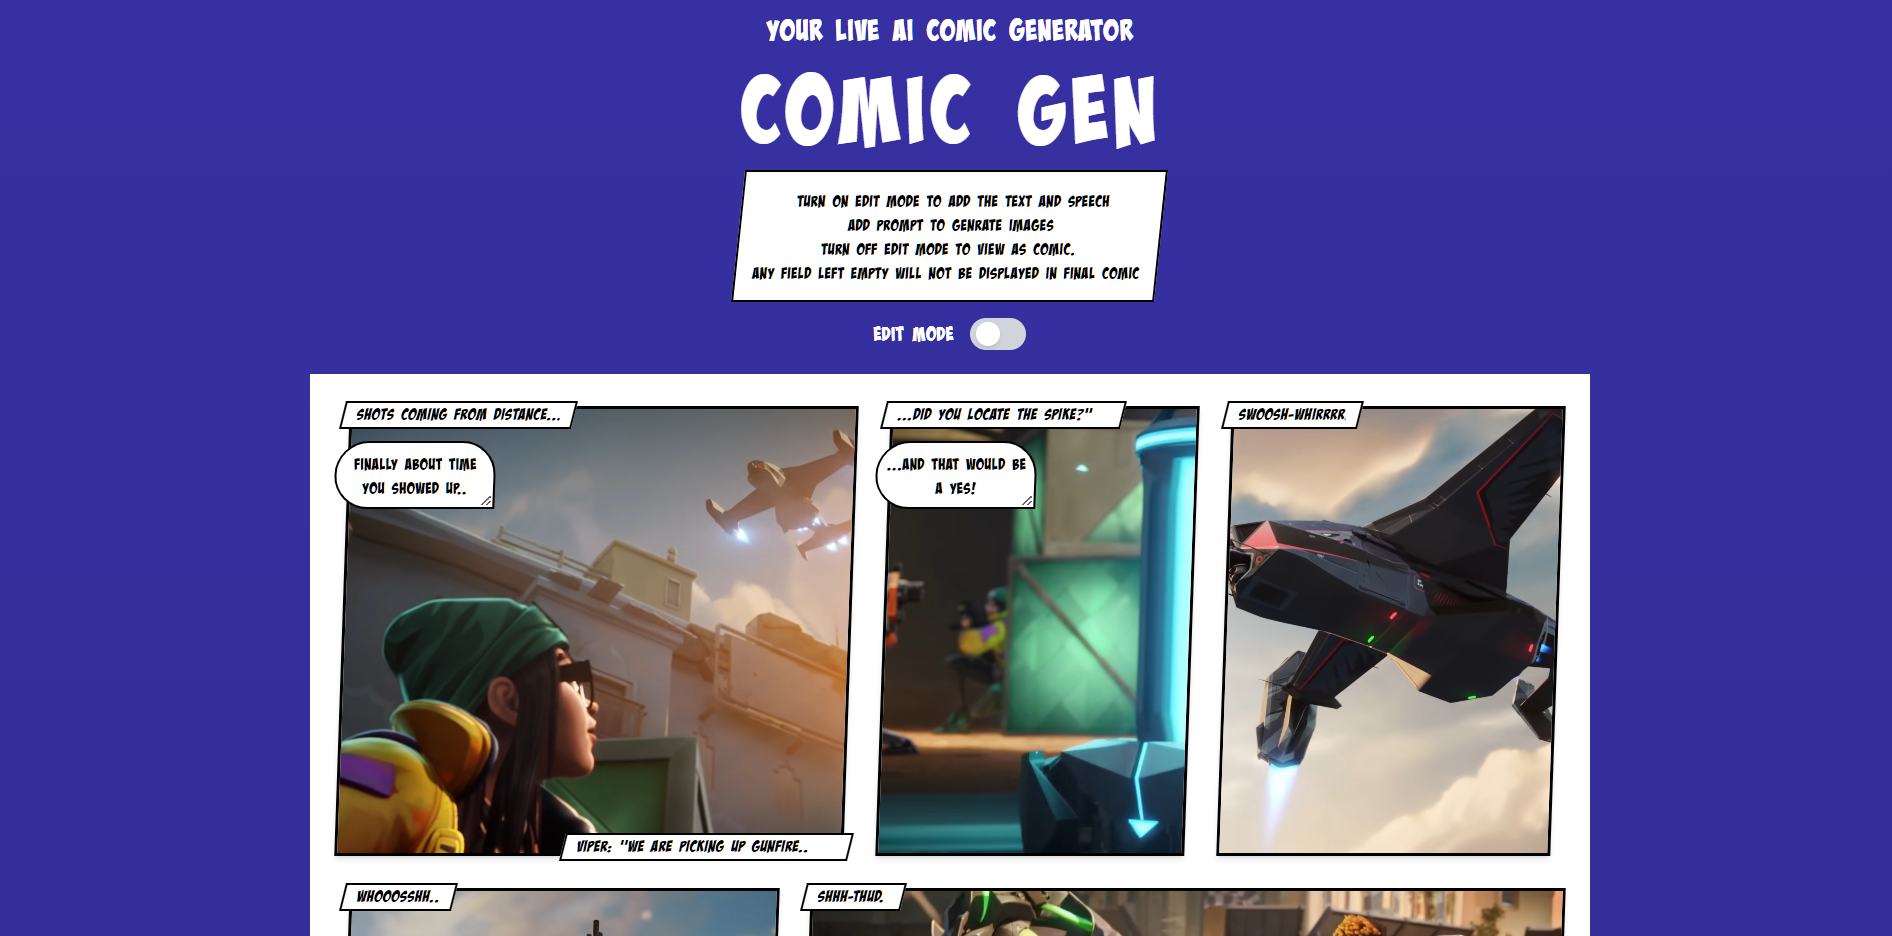 YOUR LIVE AI COMIC GENERATOR
COMIC GEN
TURN ON EDIT MODE TO ADD THE TEXT AND SPEECH
ADD PROMPT TO GENRATE IMAGES
TURN OFF EDIT MODE TO VIEW AS COMIC.
ANY FIELD LEFT EMPTY WILL NOT BE DISPLAYED IN FINAL COMIC
EDIT MODE
SHOTS COMING FROM DISTANCE...
FINALLY ABOUT TIME
YOU SHOWED UP..
VIPER: "WE ARE PICKING UP GUNFIRE..
...DID YOU LOCATE THE SPIKE?"
...AND THAT WOULD BE
A YES!
SWOOSH-WHIRRRR
WHOOOSSHH..
SHHH-THUD.